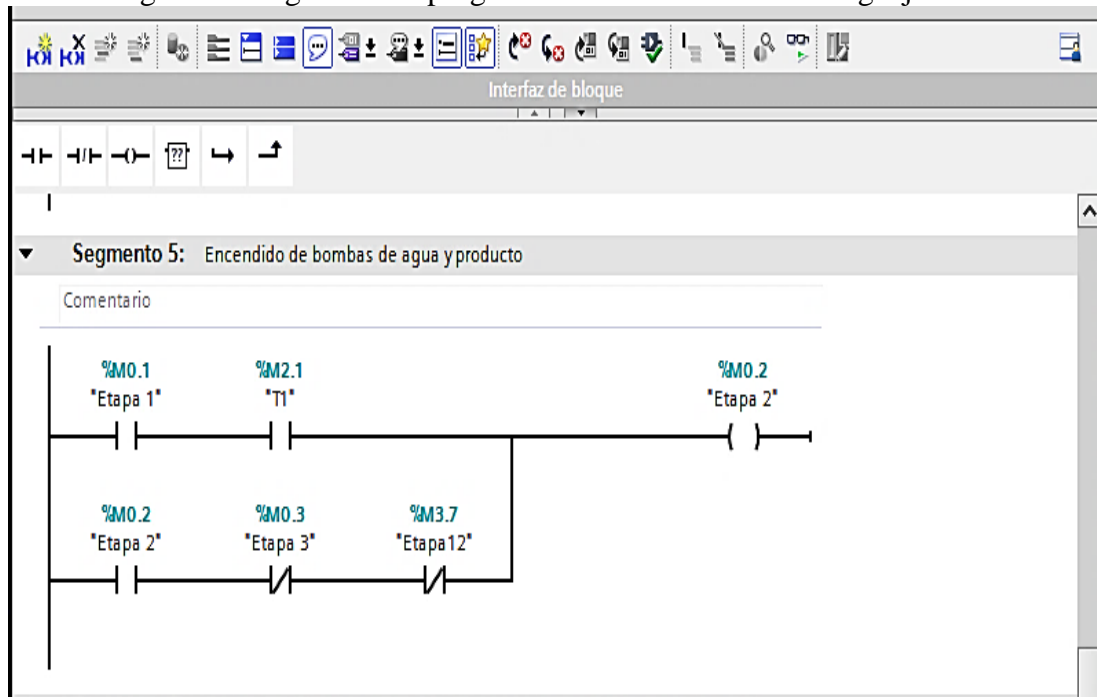 Interfaz de bloque
Segmento 5: Encendido de bombas de agua y producto
Comentario
%M0.1 %M2.1 %M0.2
"Etapa 1" "T1" "Etapa 2"
%M0.2 %M0.3 %M3.7
"Etapa 2" "Etapa 3" "Etapa12"